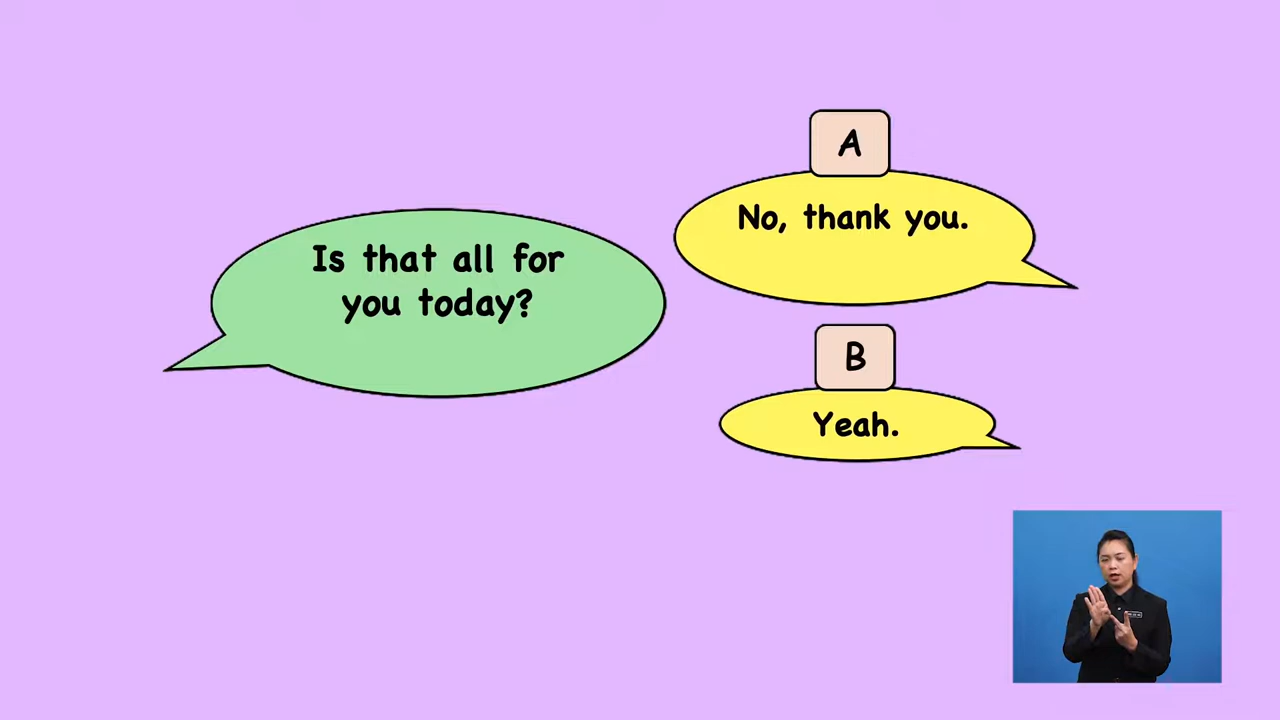 Is that all for
you today?
A
No, thank you.
B
Yeah.